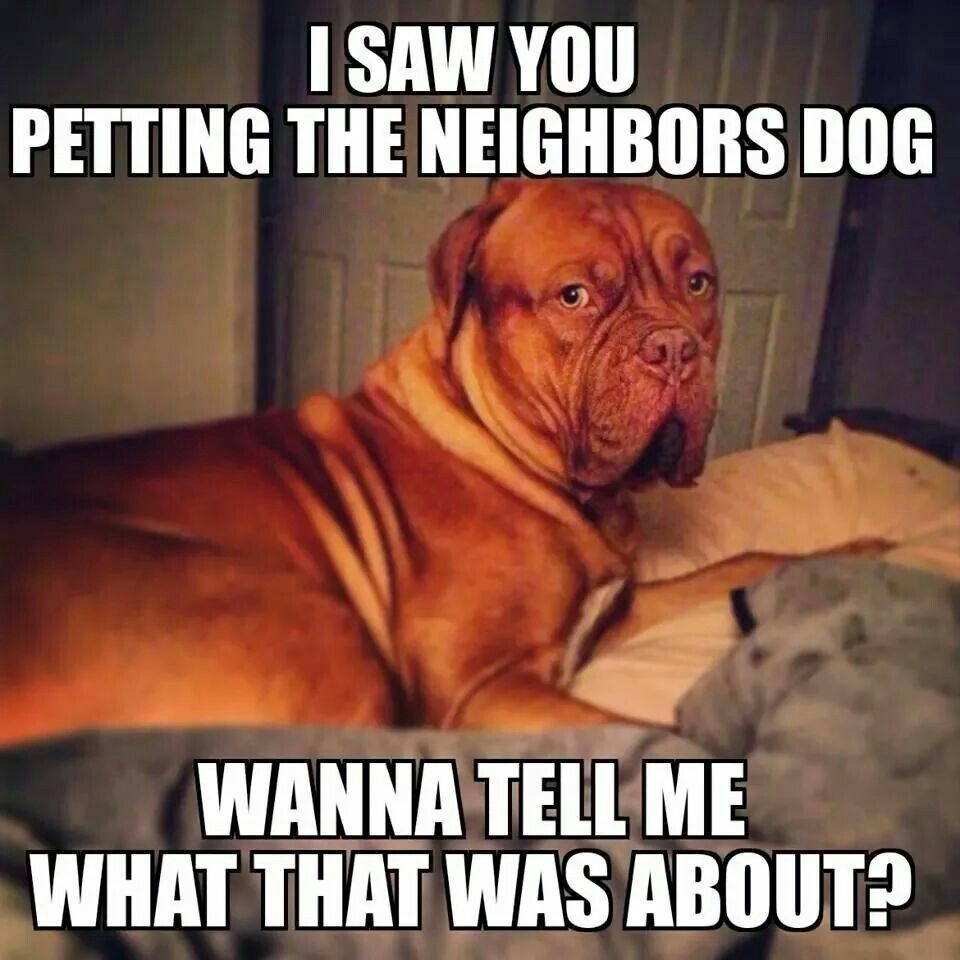 I SAW YOU
PETTING THE NEIGHBORS DOG
WANNA TELL ME
WHAT THAT WAS ABOUT?